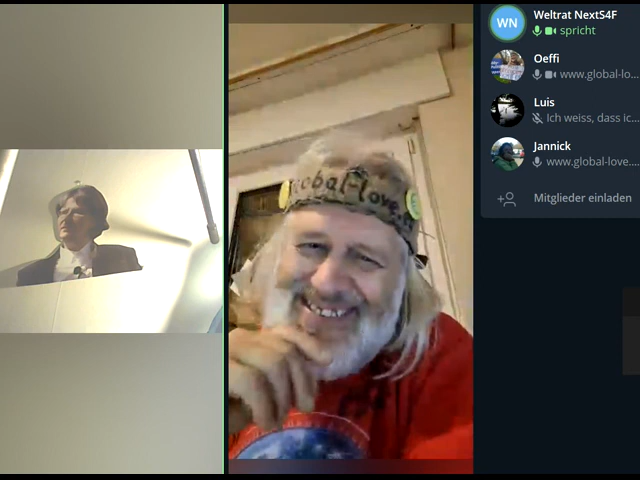 global-love.
WN
Weltrat NextS4F
spricht
Oeffi
www.global-lo...
Luis
Ich weiss, dass ic...
Jannick
www.global-love....
Mitglieder einladen